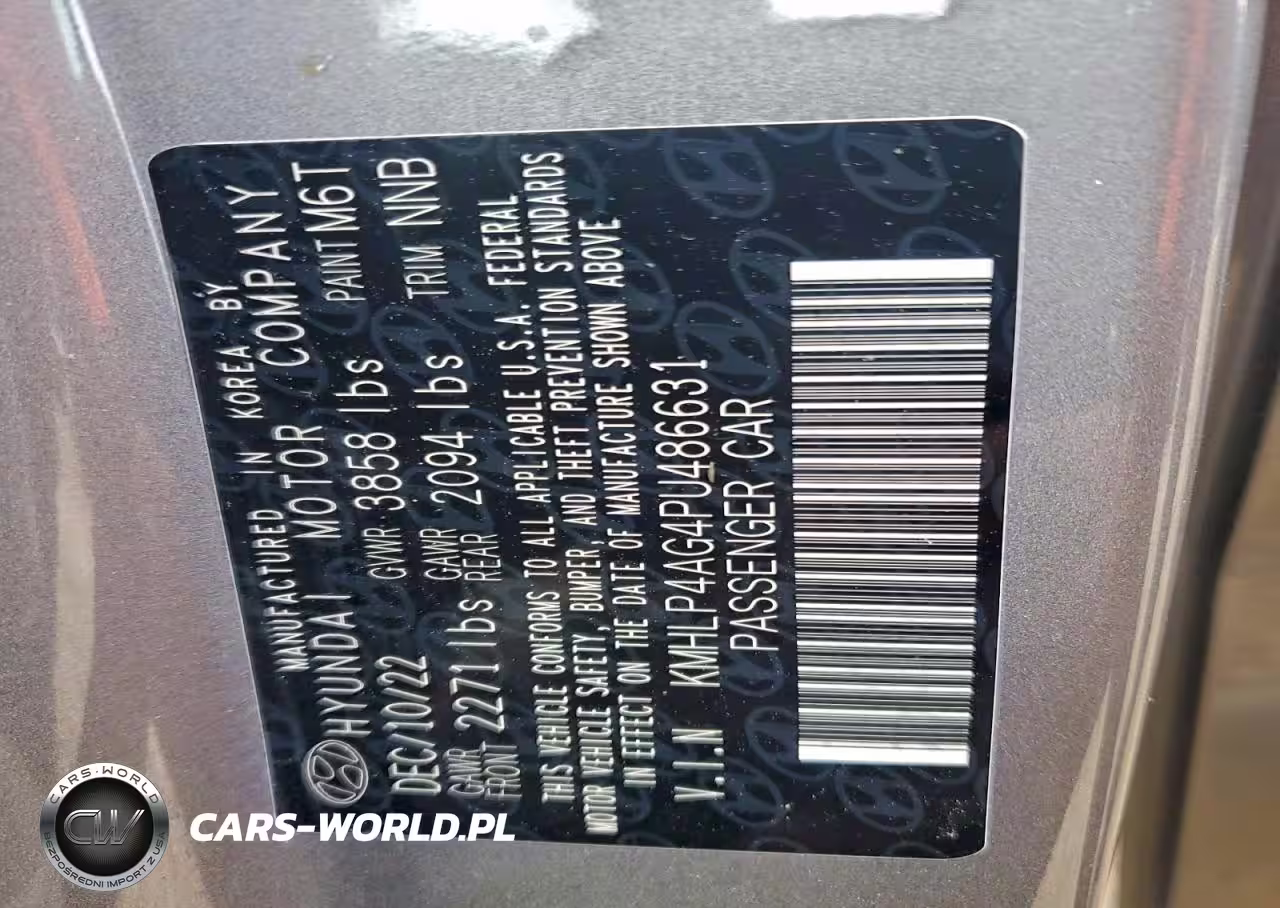 MANUFACTURED IN KOREA BY
HYUNDAI MOTOR COMPANY
DEC/10/22 GWR 3858 lbs PAINT M6T
GAWR FRONT 2271 lbs GAWR REAR 2094 lbs TRIM NNB
THIS VEHICLE CONFORMS TO ALL APPLICABLE U.S.A. FEDERAL
MOTOR VEHICLE SAFETY, BUMPER, AND THEFT PREVENTION STANDARDS
IN EFFECT ON THE DATE OF MANUFACTURE SHOWN ABOVE
V.I.N KMHLP4AG4PU486631
PASSENGER CAR
CARS-WORLD
CW
BEZPOŚREDNI IMPORT Z USA
CARS-WORLD.PL